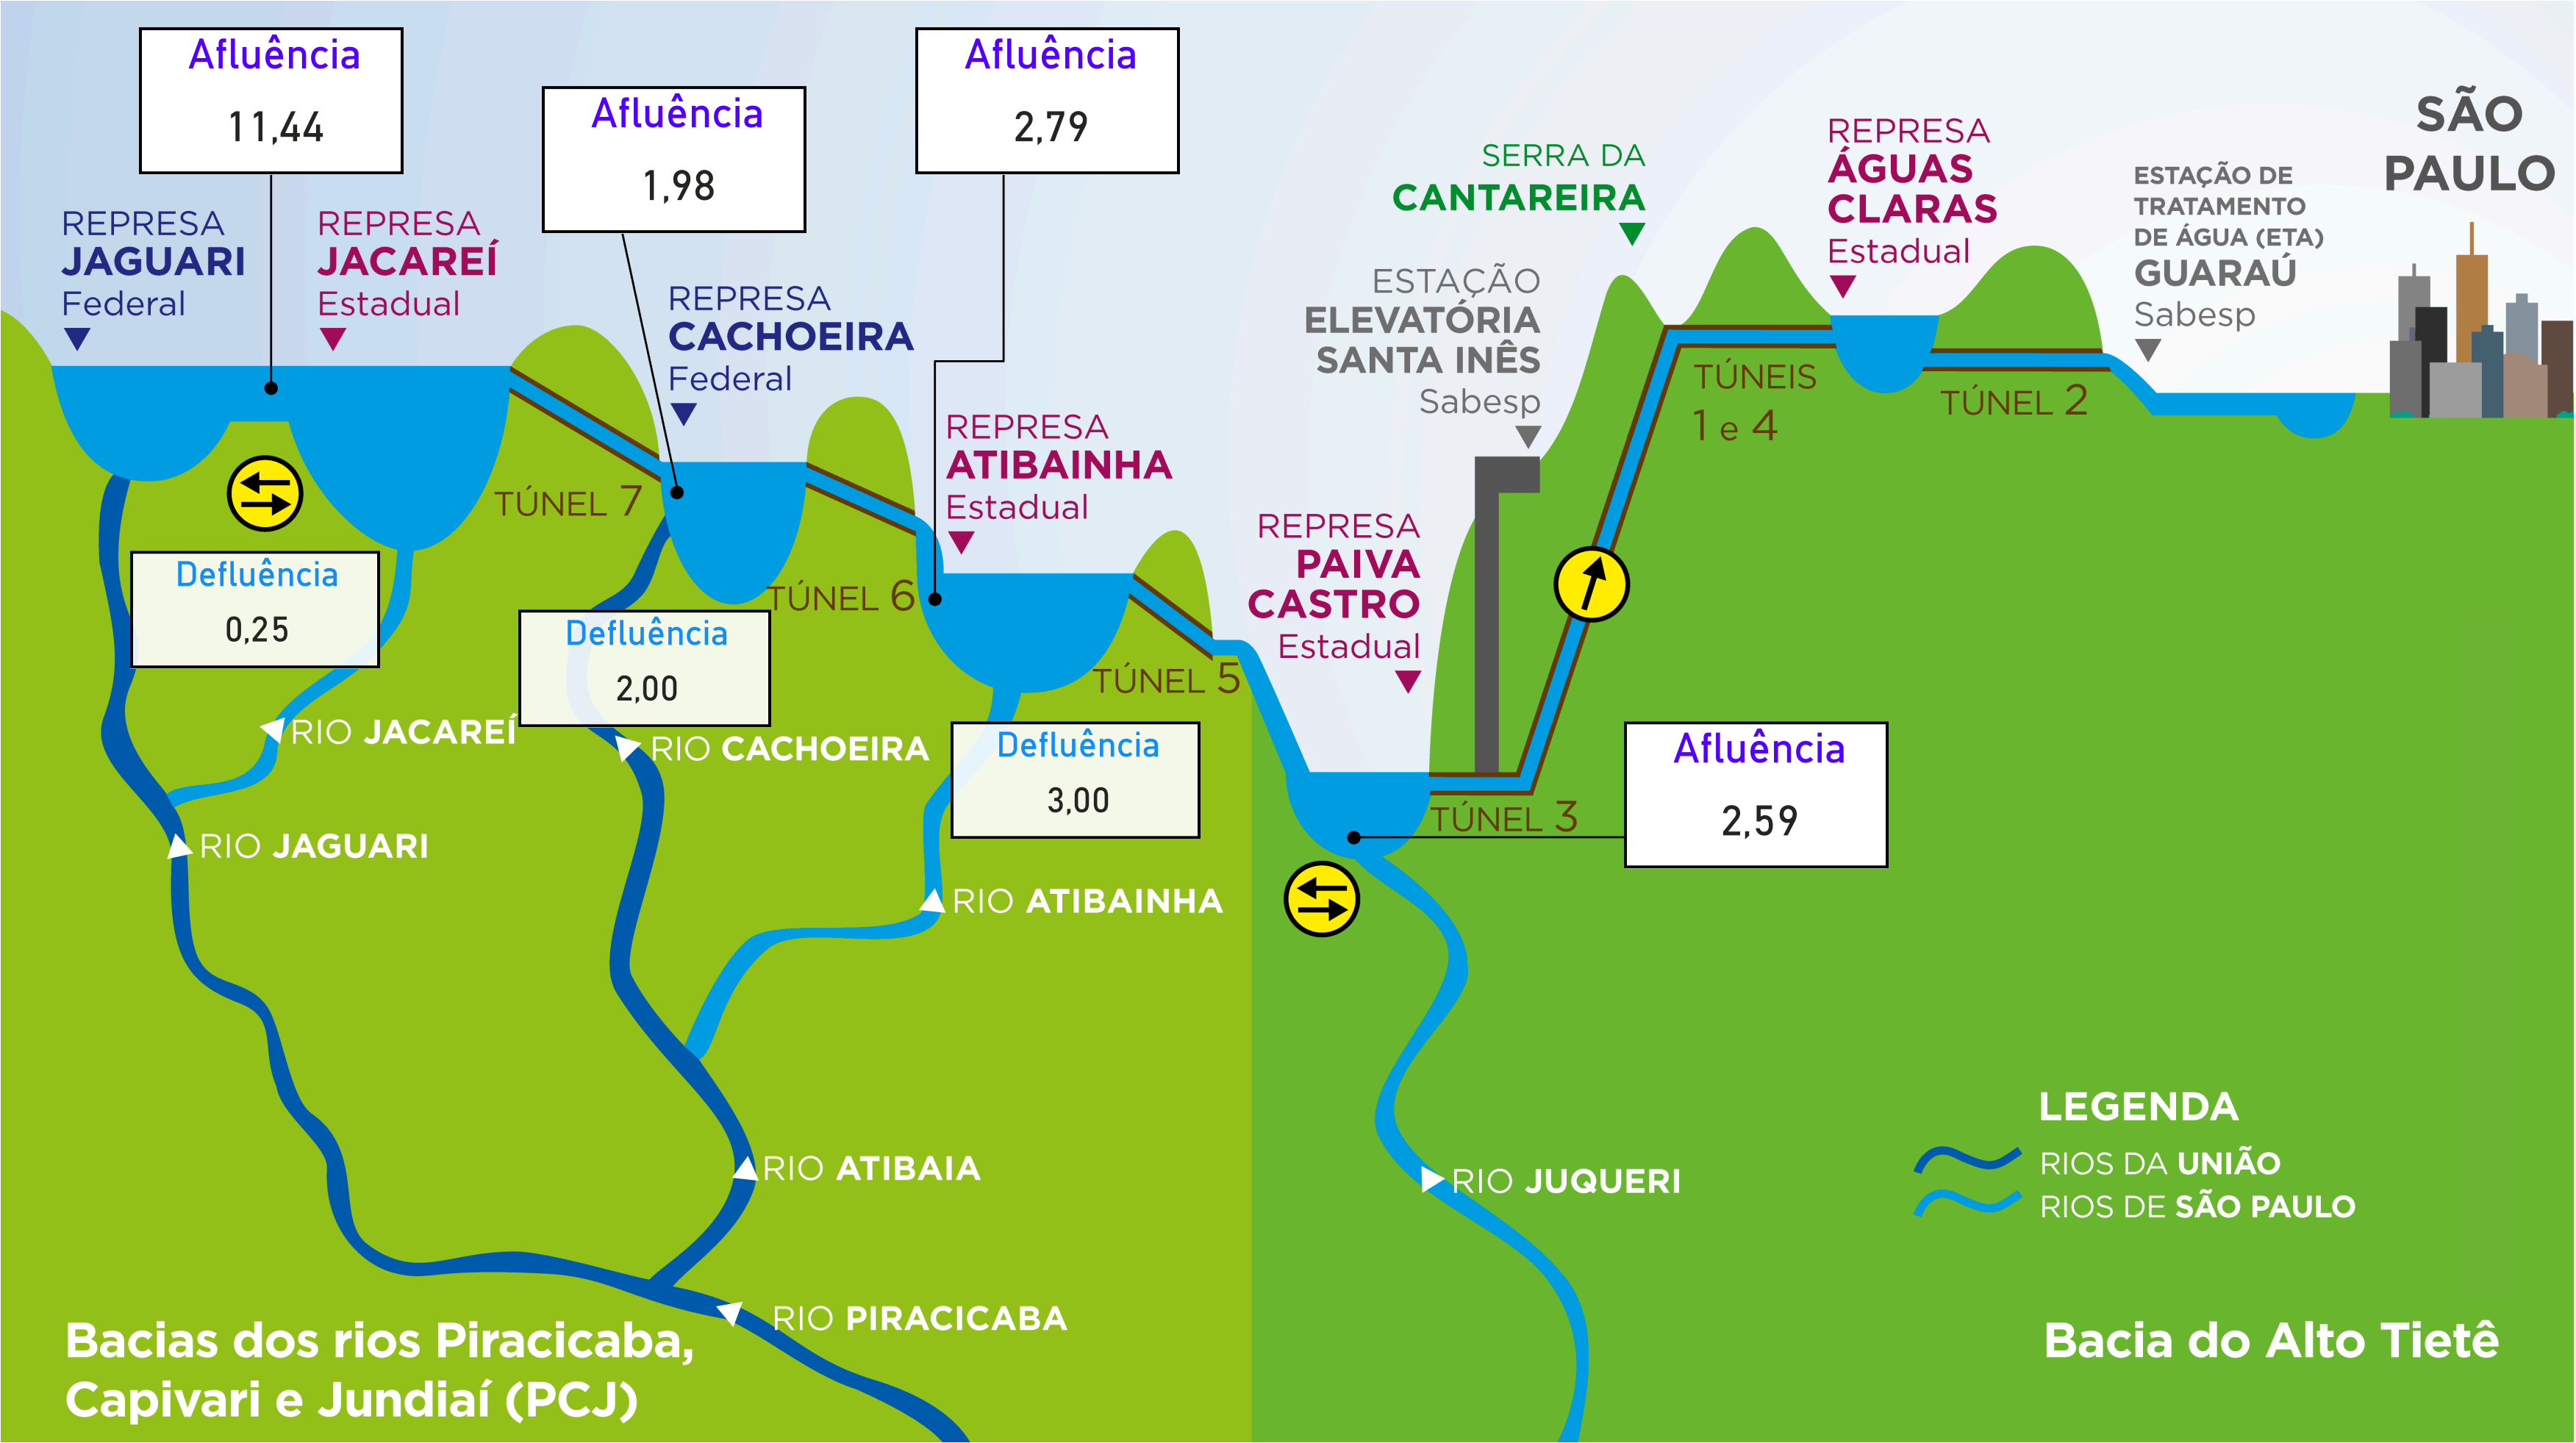 Afluência
11,44
Afluência
1,98
Afluência
2,79
REPRESA
JAGUARI
Federal
REPRESA
JACAREÍ
Estadual
REPRESA
CACHOEIRA
Federal
REPRESA
ATIBAINHA
Estadual
SERRA DA
CANTAREIRA
ESTAÇÃO
ELEVATÓRIA
SANTA INÊS
Sabesp
REPRESA
ÁGUAS
CLARAS
Estadual
ESTAÇÃO DE
TRATAMENTO
DE ÁGUA (ETA)
GUARAÚ
Sabesp
SÃO
PAULO
TÚNEL 7
TÚNEL 6
TÚNEL 5
REPRESA
PAIVA
CASTRO
Estadual
TÚNEIS
1 e 4
TÚNEL 2
TÚNEL 3
Defluência
0,25
Defluência
2,00
Defluência
3,00
Afluência
2,59
RIO JACAREÍ
RIO CACHOEIRA
RIO JAGUARI
RIO ATIBAINHA
RIO ATIBAIA
RIO JUQUERI
RIO PIRACICABA
LEGENDA
RIOS DA UNIÃO
RIOS DE SÃO PAULO
Bacias dos rios Piracicaba,
Capivari e Jundiaí (PCJ)
Bacia do Alto Tietê